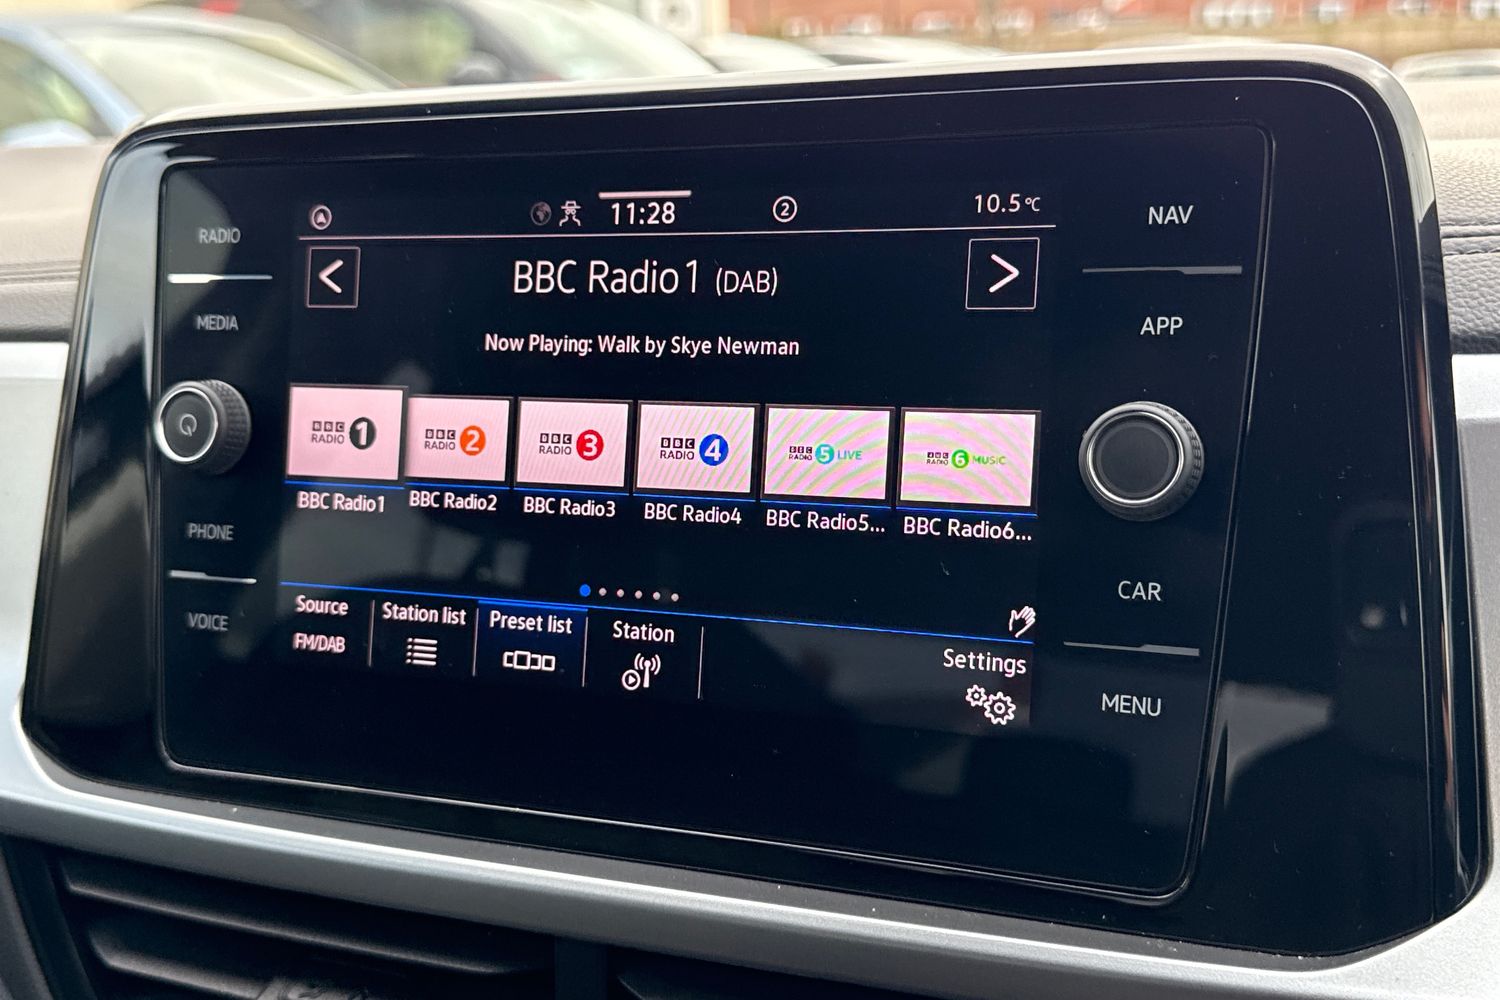 RADIO
MEDIA
PHONE
VOICE
11:28
2
10.5°C
BBC Radio1 (DAB)
Now Playing: Walk by Skye Newman
BBC RADIO 1
BBC RADIO 2
BBC RADIO 3
BBC RADIO 4
BBC RADIO 5 LIVE
BBC RADIO 6 MUSIC
BBC Radio1
BBC Radio2
BBC Radio3
BBC Radio4
BBC Radio5...
BBC Radio6...
Source
FM/DAB
Station list
Preset list
Station
Settings
NAV
APP
CAR
MENU